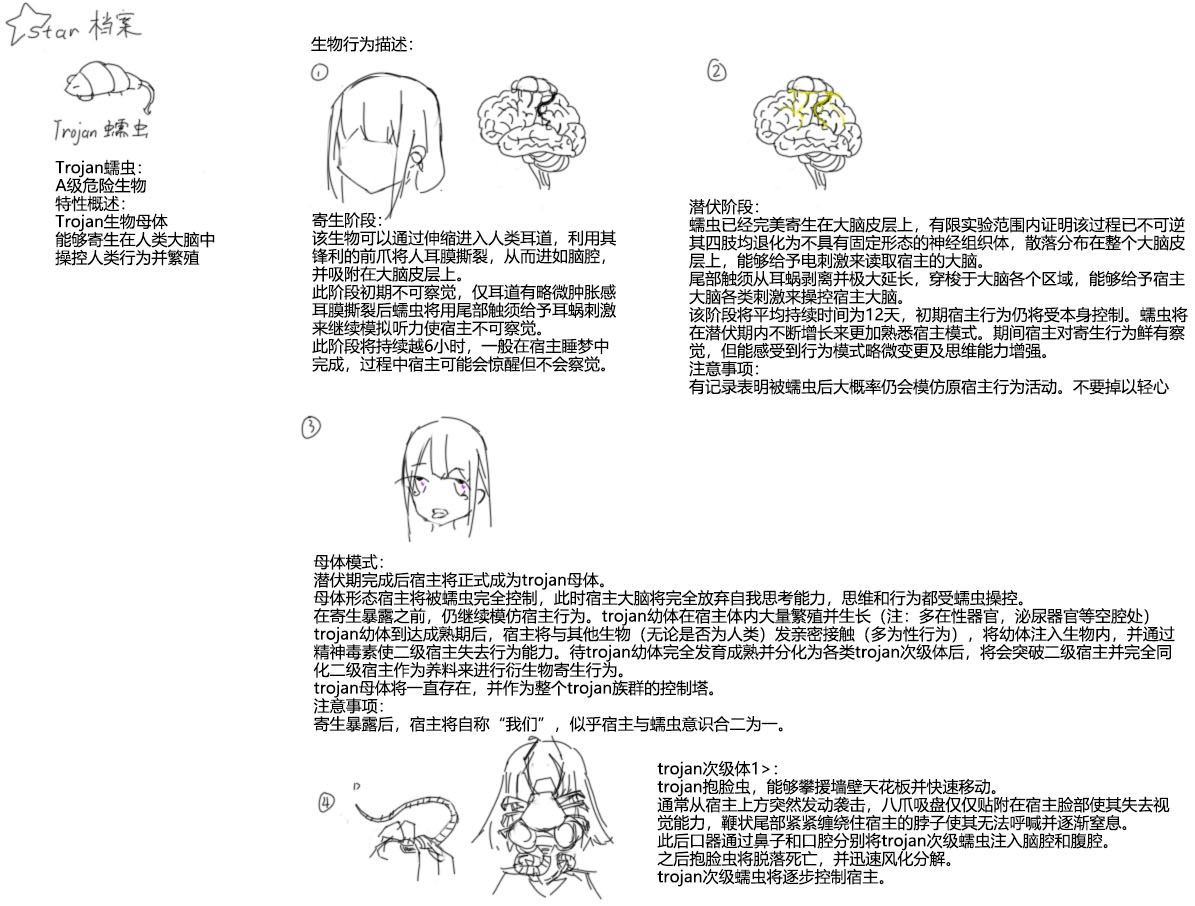 Star 档案
Trojan 蠕虫
Trojan蠕虫：
A级危险生物
特性概述：
Trojan生物母体
能够寄生在人类大脑中
操控人类行为并繁殖
生物行为描述：
①
寄生阶段：
该生物可以通过伸缩进入人类耳道，利用其
锋利的前爪将人耳膜撕裂，从而进如脑腔，
并吸附在大脑皮层上。
此阶段初期不可察觉，仅耳道有略微肿胀感
耳膜撕裂后蠕虫将用尾部触须给予耳蜗刺激
来继续模拟听力使宿主不可察觉。
此阶段将持续越6小时，一般在宿主睡梦中
完成，过程中宿主可能会惊醒但不会察觉。
②
潜伏阶段：
蠕虫已经完美寄生在大脑皮层上，有限实验范围内证明该过程已不可逆
其四肢均退化为不具有固定形态的神经组织体，散落分布在整个大脑皮
层上，能够给予电刺激来读取宿主的大脑。
尾部触须从耳蜗剥离并极大延长，穿梭于大脑各个区域，能够给予宿主
大脑各类刺激来操控宿主大脑。
该阶段将平均持续时间为12天，初期宿主行为仍将受本身控制。蠕虫将
在潜伏期内不断增长来更加熟悉宿主模式。期间宿主对寄生行为鲜有察
觉，但能感受到行为模式略微变更及思维能力增强。
注意事项：
有记录表明被蠕虫后大概率仍会模仿原宿主行为活动。不要掉以轻心
③
母体模式：
潜伏期完成后宿主将正式成为trojan母体。
母体形态宿主将被蠕虫完全控制，此时宿主大脑将完全放弃自我思考能力，思维和行为都受蠕虫操控。
在寄生暴露之前，仍继续模仿宿主行为。trojan幼体在宿主体内大量繁殖并生长（注：多在性器官，泌尿器官等空腔处）
trojan幼体到达成熟期后，宿主将与其他生物（无论是否为人类）发亲密接触（多为性行为），将幼体注入生物内，并通过
精神毒素使二级宿主失去行为能力。待trojan幼体完全发育成熟并分化为各类trojan次级体后，将会突破二级宿主并完全同
化二级宿主作为养料来进行衍生物寄生行为。
trojan母体将一直存在，并作为整个trojan族群的控制塔。
注意事项：
寄生暴露后，宿主将自称“我们”，似乎宿主与蠕虫意识合二为一。
④
trojan次级体1>：
trojan抱脸虫，能够攀援墙壁天花板并快速移动。
通常从宿主上方突然发动袭击，八爪吸盘仅仅贴附在宿主脸部使其失去视
觉能力，鞭状尾部紧紧缠绕住宿主的脖子使其无法呼喊并逐渐窒息。
此后口器通过鼻子和口腔分别将trojan次级蠕虫注入脑腔和腹腔。
之后抱脸虫将脱落死亡，并迅速风化分解。
trojan次级蠕虫将逐步控制宿主。